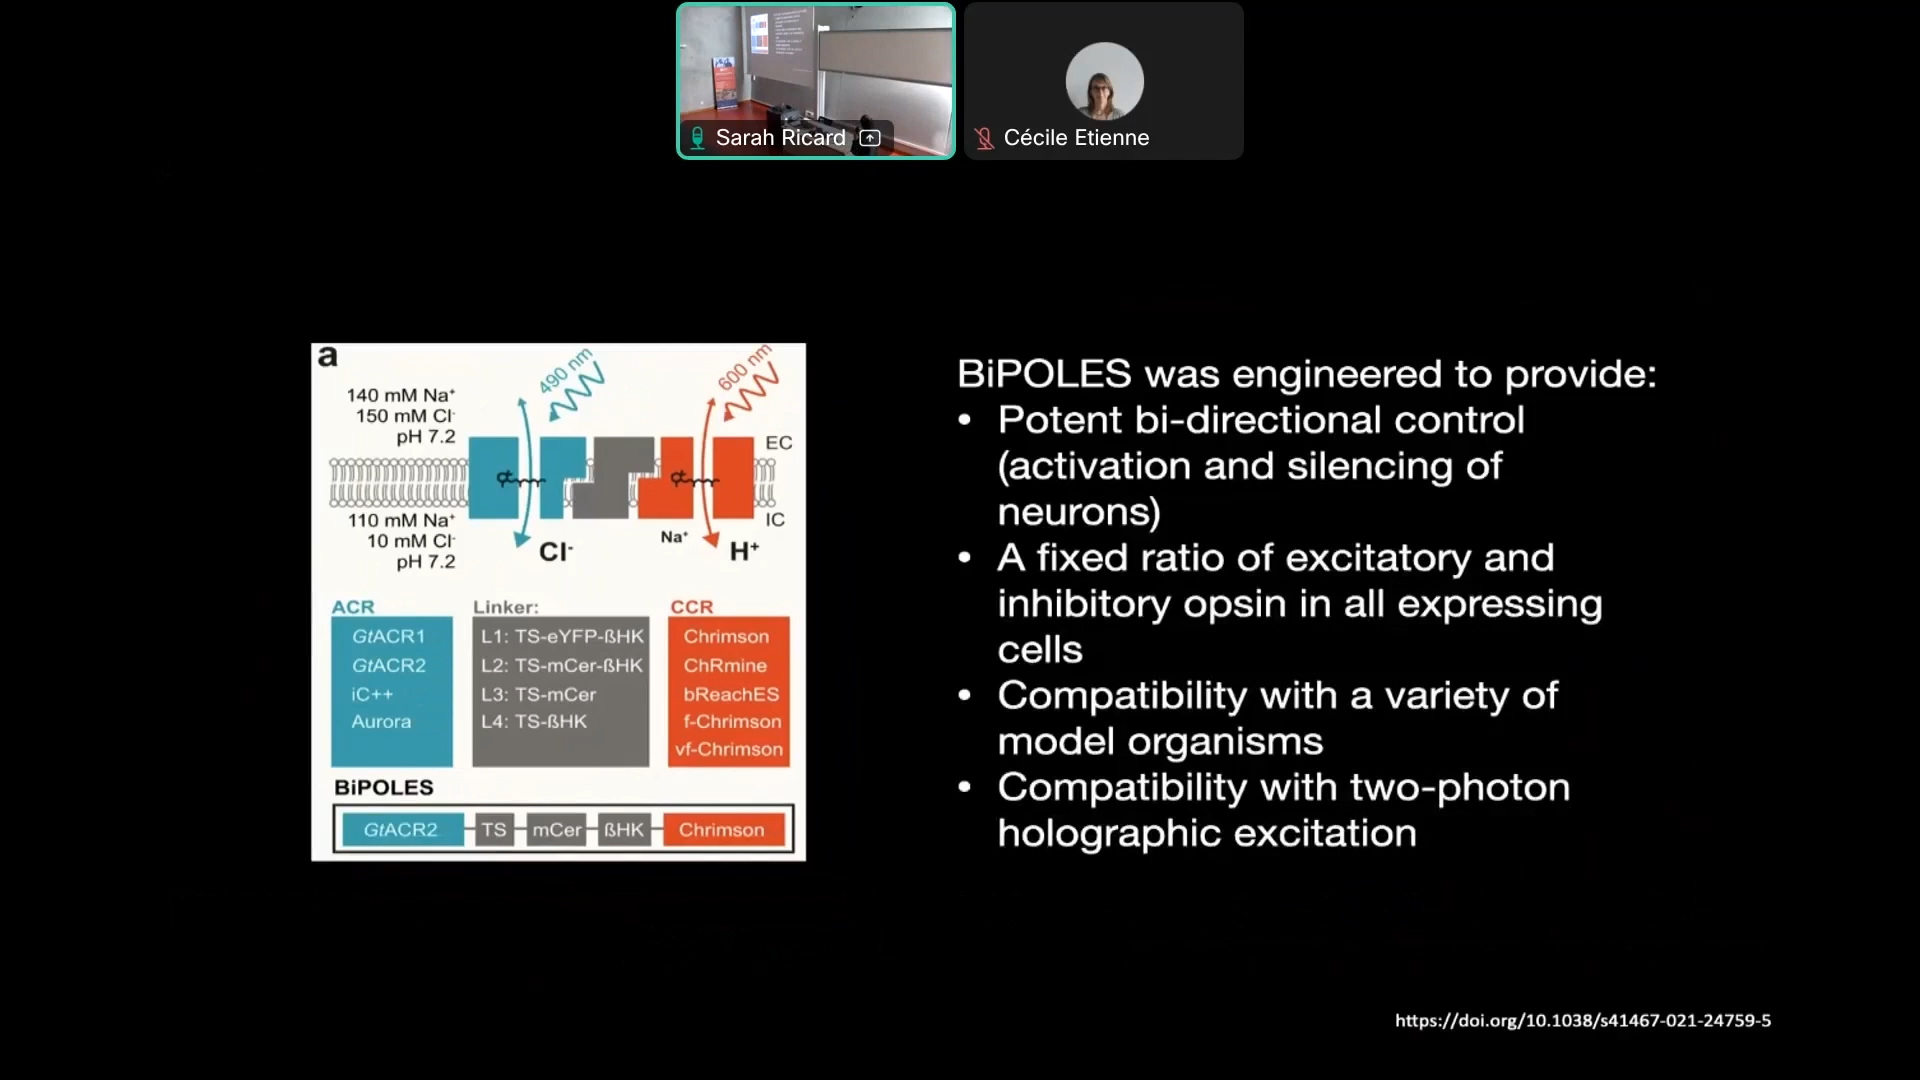 Sarah Ricard
Cécile Etienne
a
490 nm
600 nm
140 mM Na⁺
150 mM Cl⁻
pH 7.2
EC
110 mM Na⁺
10 mM Cl⁻
pH 7.2
IC
Cl⁻
Na⁺
H⁺
ACR
GtACR1
GtACR2
iC++
Aurora
Linker:
L1: TS-eYFP-ßHK
L2: TS-mCer-ßHK
L3: TS-mCer
L4: TS-ßHK
CCR
Chrimson
ChRmine
bReachES
f-Chrimson
vf-Chrimson
BiPOLES
GtACR2 TS mCer ßHK Chrimson
BiPOLES was engineered to provide:
• Potent bi-directional control
(activation and silencing of
neurons)
• A fixed ratio of excitatory and
inhibitory opsin in all expressing
cells
• Compatibility with a variety of
model organisms
• Compatibility with two-photon
holographic excitation
https://doi.org/10.1038/s41467-021-24759-5